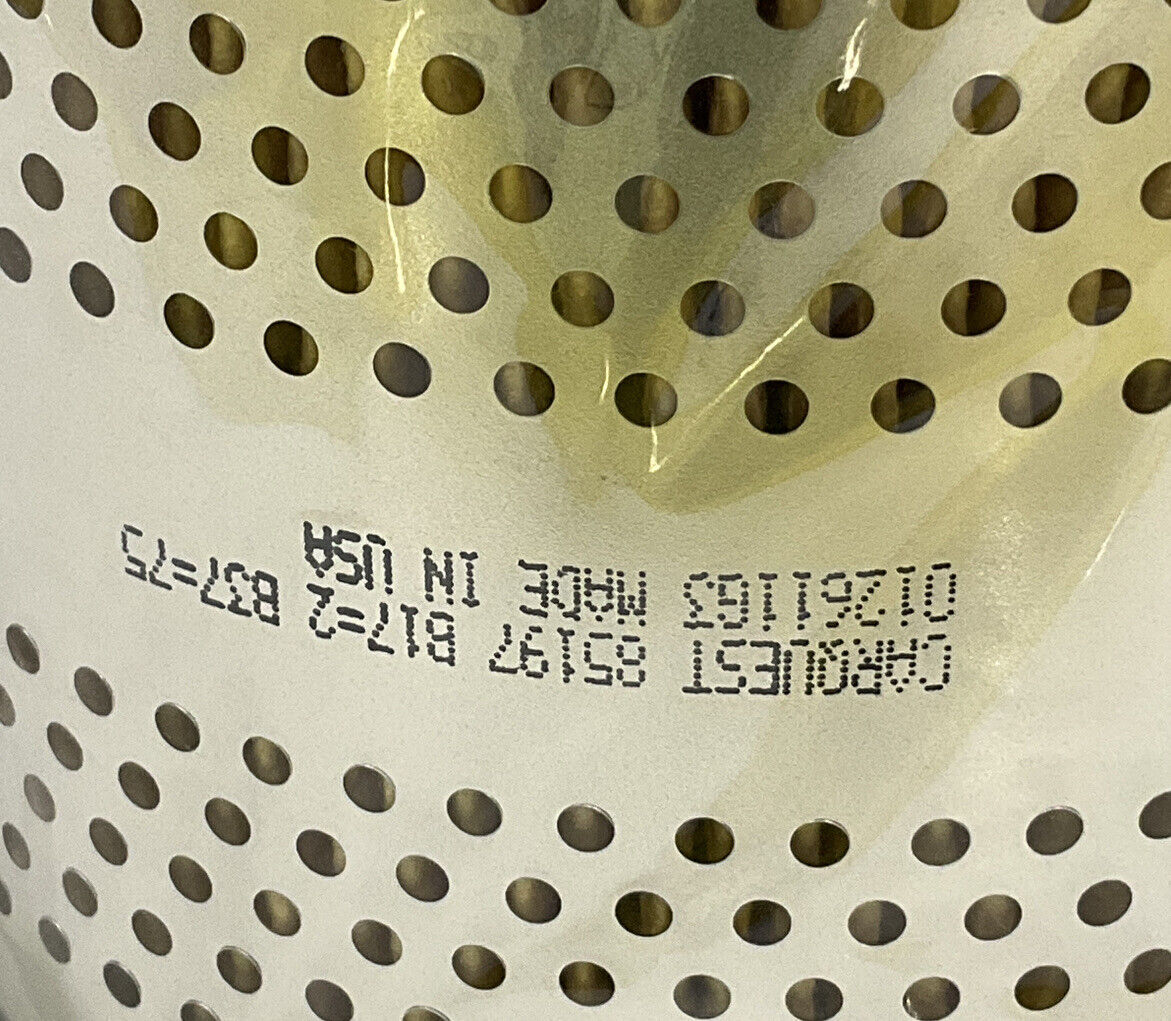 CARQUEST 85197 B17=2 B37=75
01261163 MADE IN USA